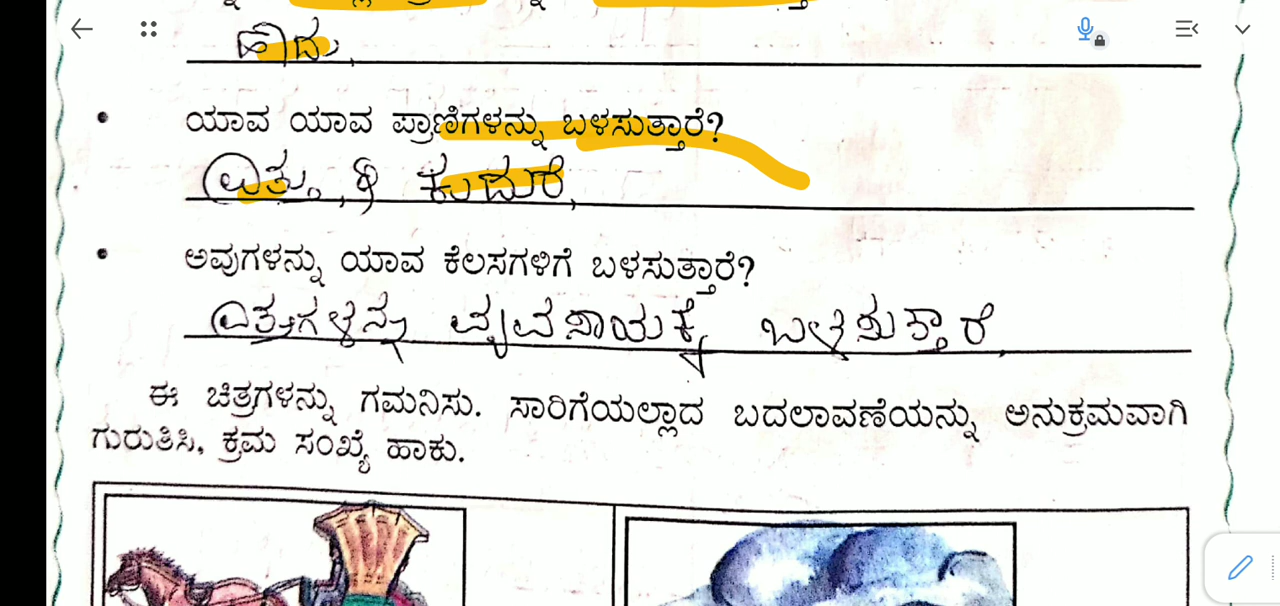 ಹೌದು,
ಯಾವ ಯಾವ ಪ್ರಾಣಿಗಳನ್ನು ಬಳಸುತ್ತಾರೆ?
ಎತ್ತು, ಕುದುರೆ,
ಅವುಗಳನ್ನು ಯಾವ ಕೆಲಸಗಳಿಗೆ ಬಳಸುತ್ತಾರೆ?
ಎತ್ತುಗಳನ್ನು ವ್ಯವಸಾಯಕ್ಕೆ ಬಳಸುತ್ತಾರೆ,
ಈ ಚಿತ್ರಗಳನ್ನು ಗಮನಿಸು. ಸಾರಿಗೆಯಲ್ಲಾದ ಬದಲಾವಣೆಯನ್ನು ಅನುಕ್ರಮವಾಗಿ
ಗುರುತಿಸಿ, ಕ್ರಮ ಸಂಖ್ಯೆ ಹಾಕು.